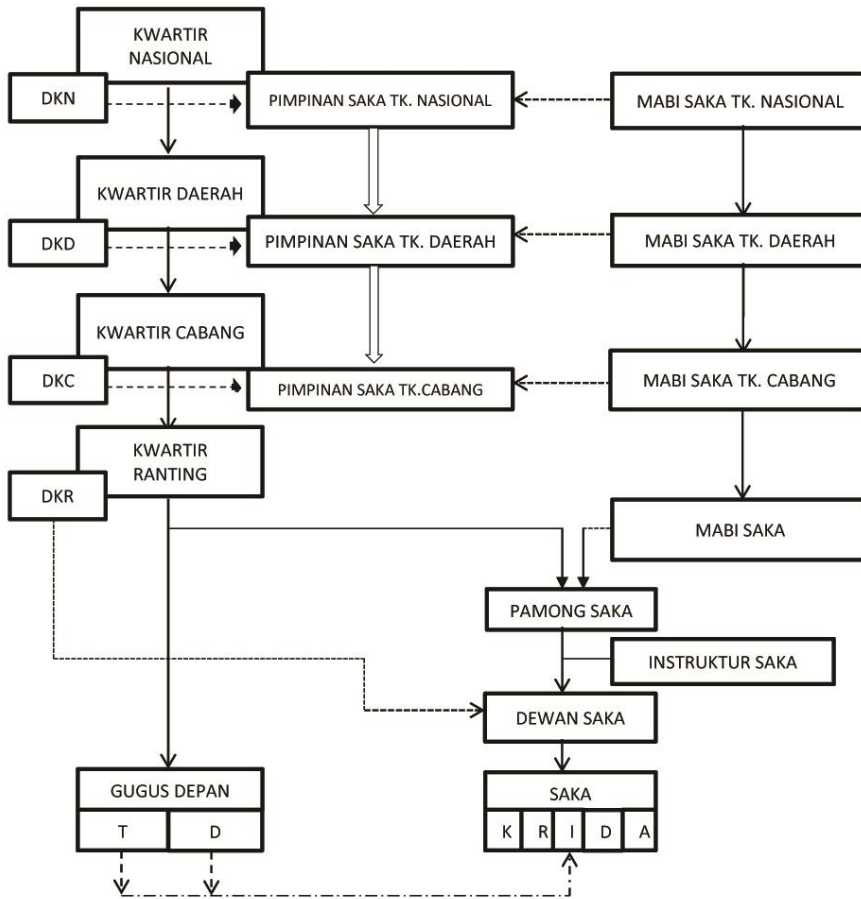 KWARTIR
NASIONAL
DKN
PIMPINAN SAKA TK. NASIONAL
MABI SAKA TK. NASIONAL
KWARTIR DAERAH
DKD
PIMPINAN SAKA TK. DAERAH
MABI SAKA TK. DAERAH
KWARTIR CABANG
DKC
PIMPINAN SAKA TK.CABANG
MABI SAKA TK. CABANG
KWARTIR
RANTING
DKR
MABI SAKA
PAMONG SAKA
INSTRUKTUR SAKA
DEWAN SAKA
GUGUS DEPAN
T D
SAKA
K R I D A